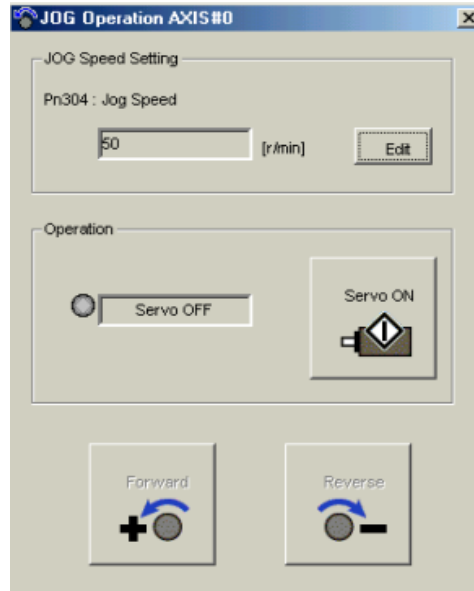 JOG Operation AXIS#0
JOG Speed Setting
Pn304 : Jog Speed
50 [r/min] Edit
Operation
Servo OFF
Servo ON
Forward Reverse